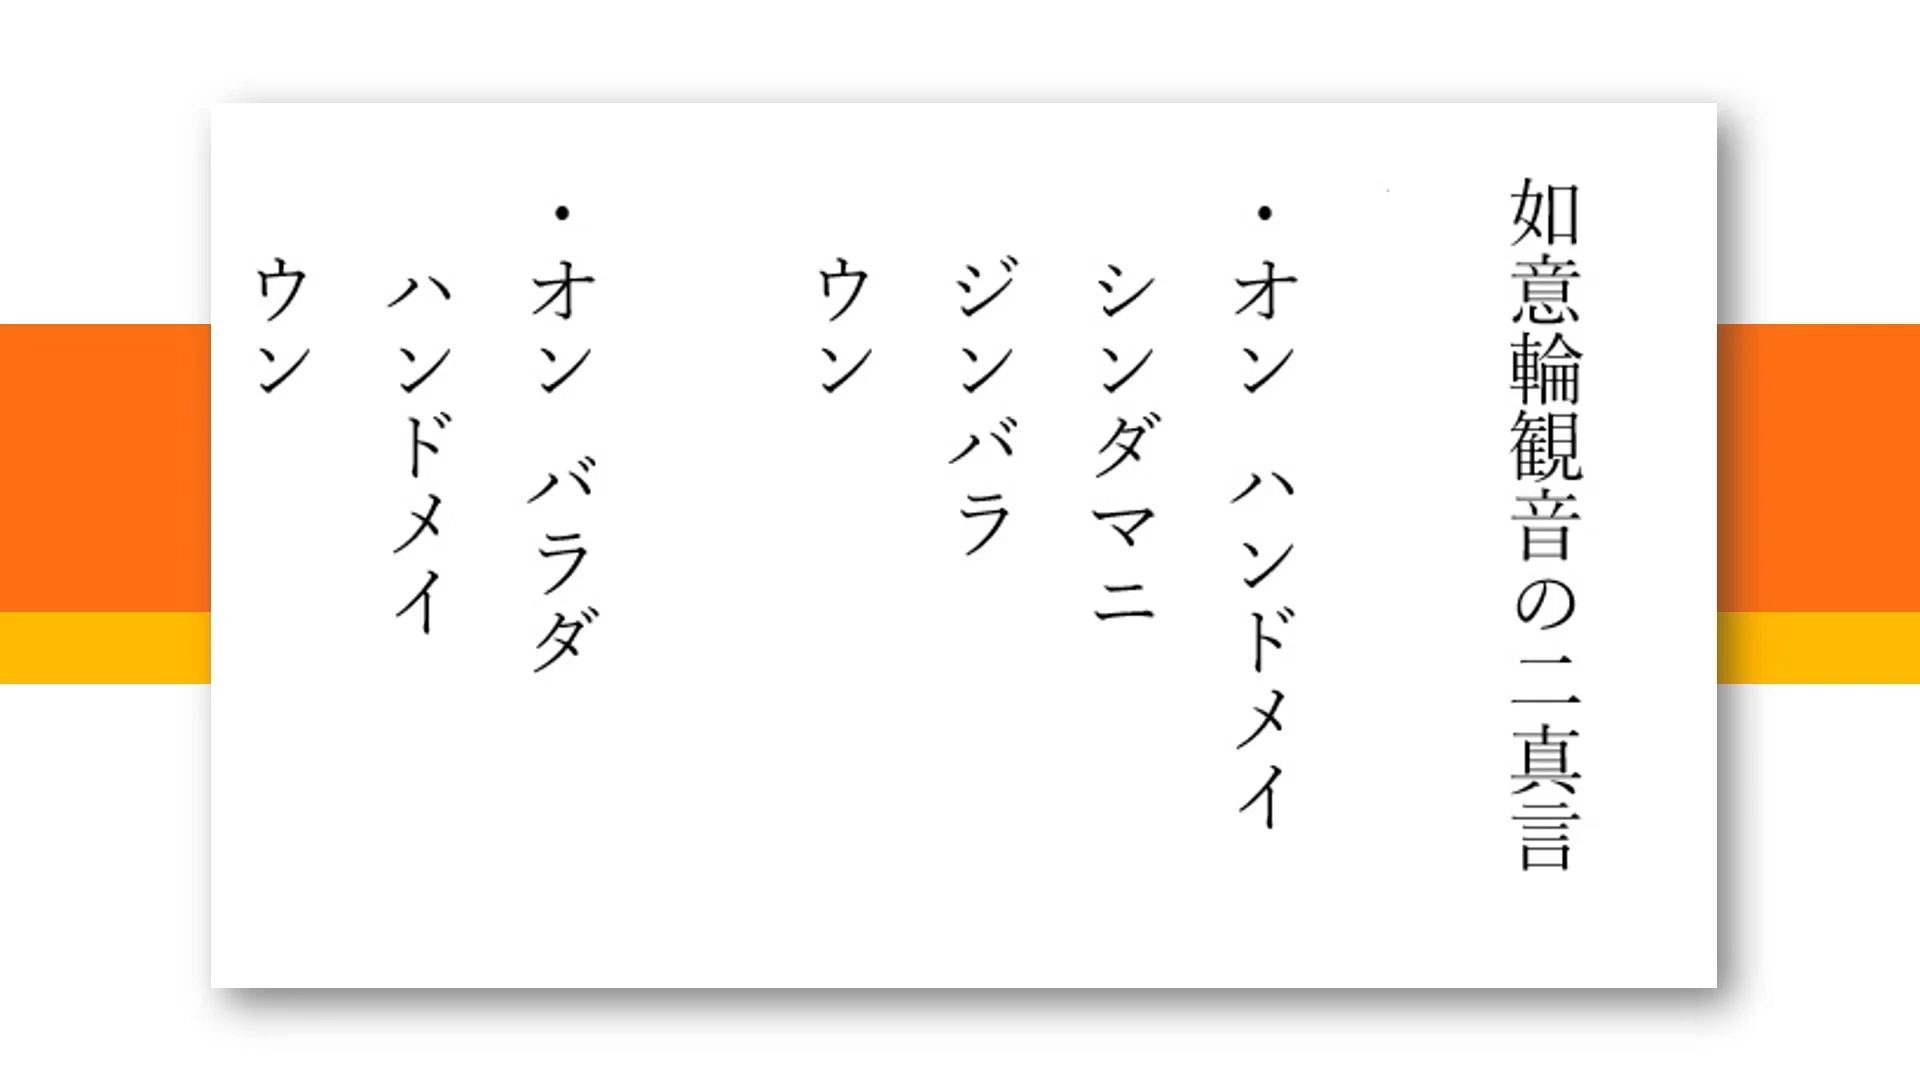 如意輪観音の二真言
・オン ハンドメイ
シンダマニ
ジンバラ
ウン
・オン バラダ
ハンドメイ
ウン